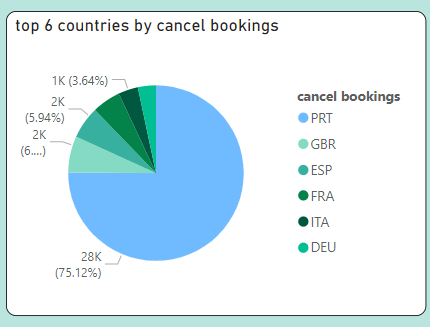 top 6 countries by cancel bookings
1K (3.64%)
2K
(5.94%)
2K
(6....)
28K
(75.12%)
cancel bookings
PRT
GBR
ESP
FRA
ITA
DEU